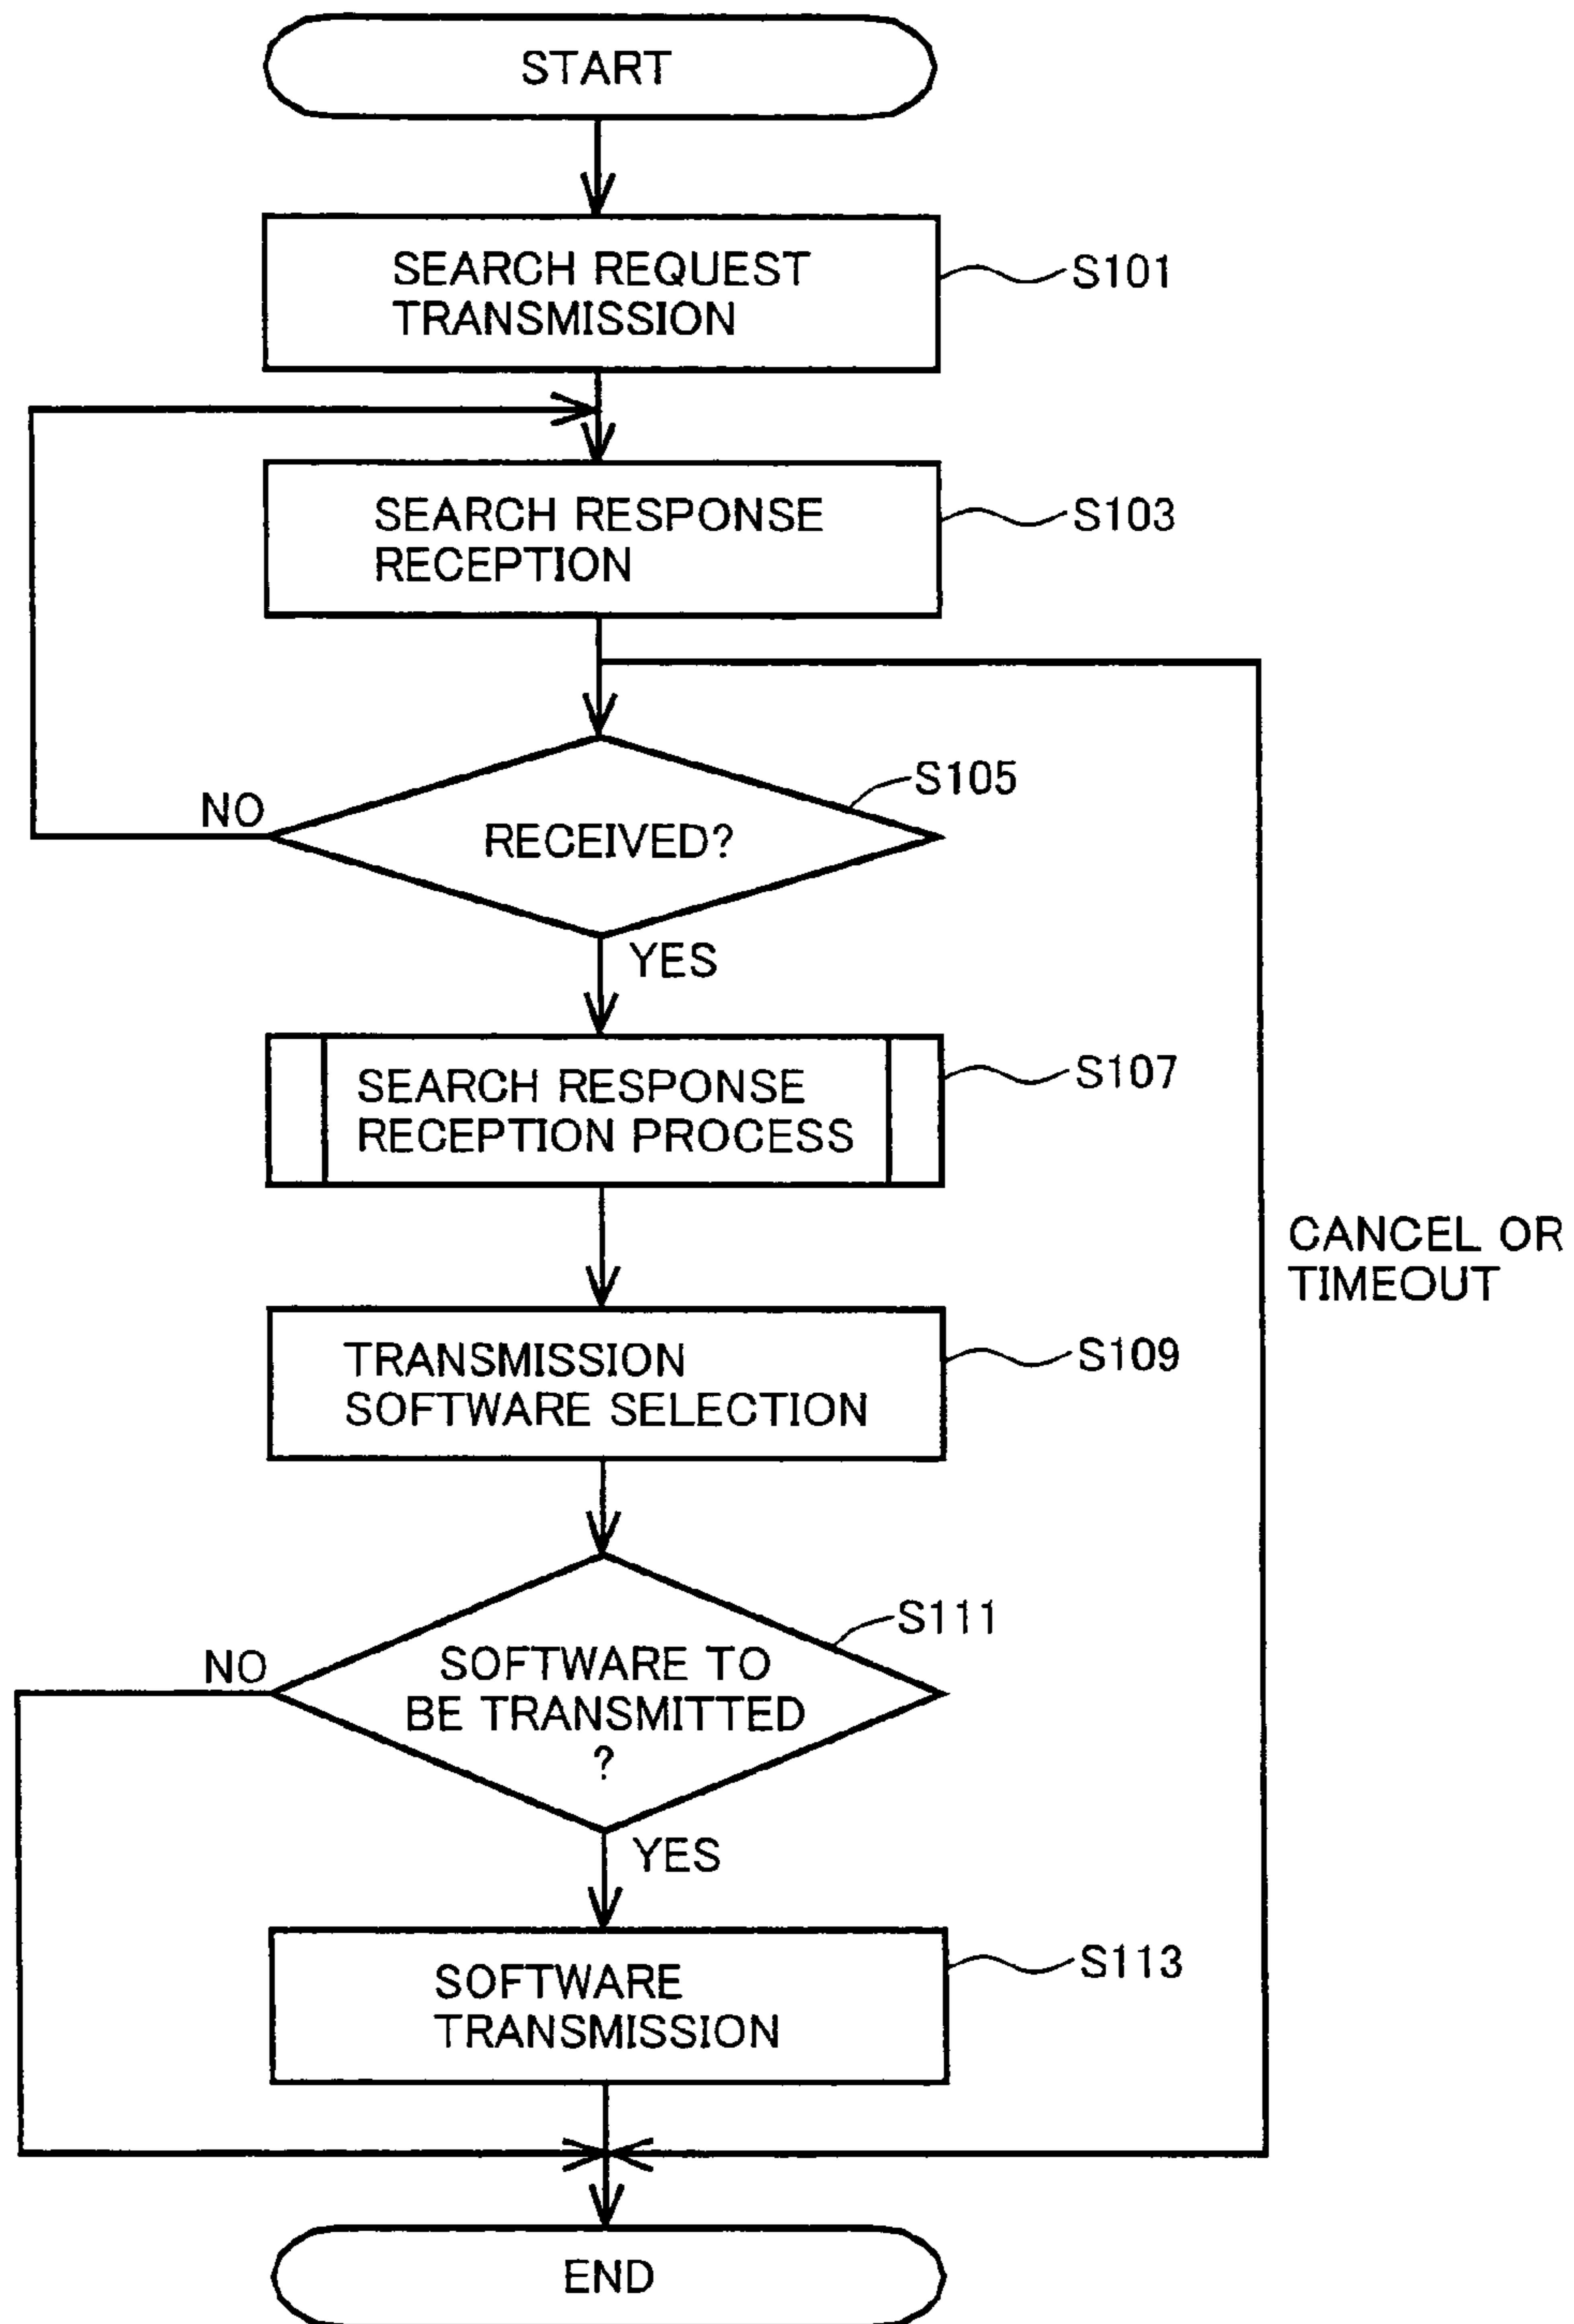 START
SEARCH REQUEST
TRANSMISSION
S101
SEARCH RESPONSE
RECEPTION
S103
S105
NO
RECEIVED?
YES
SEARCH RESPONSE
RECEPTION PROCESS
S107
CANCEL OR
TIMEOUT
TRANSMISSION
SOFTWARE SELECTION
S109
S111
NO
SOFTWARE TO
BE TRANSMITTED
?
YES
SOFTWARE
TRANSMISSION
S113
END